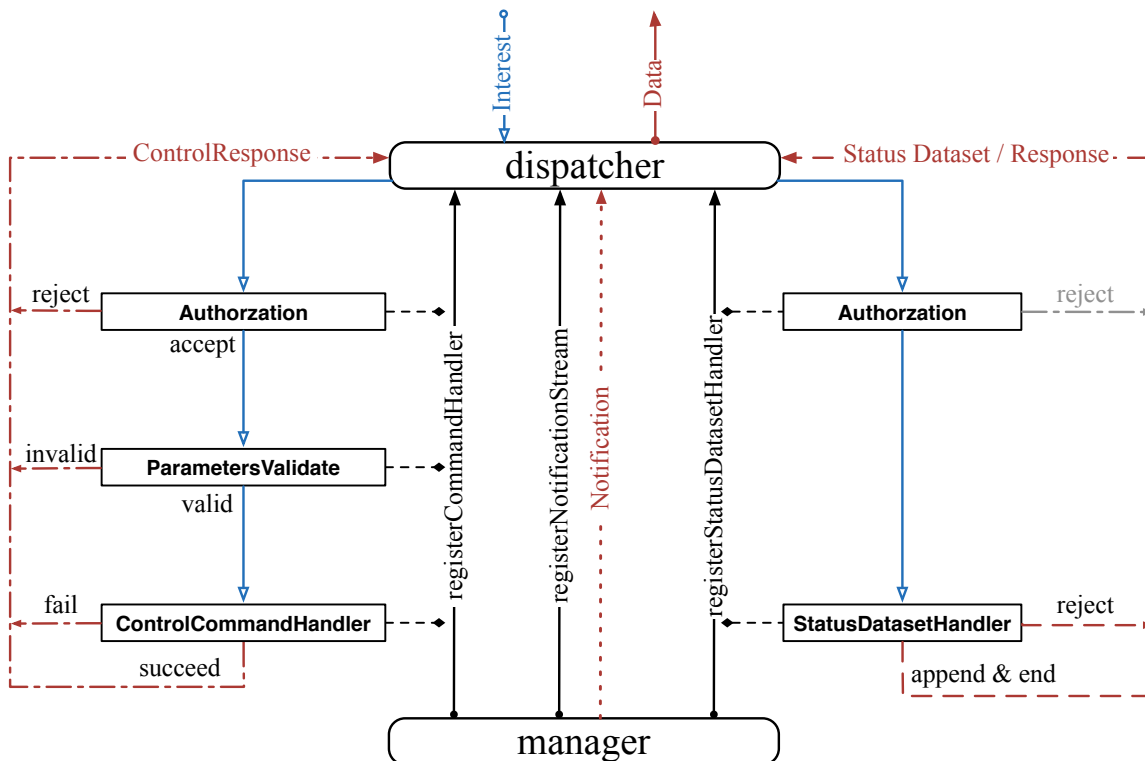 Interest
Data
ControlResponse
dispatcher
Status Dataset / Response
reject
Authorzation
accept
Authorzation
reject
invalid
ParametersValidate
valid
registerCommandHandler
registerNotificationStream
Notification
registerStatusDatasetHandler
fail
ControlCommandHandler
succeed
StatusDatasetHandler
reject
append & end
manager